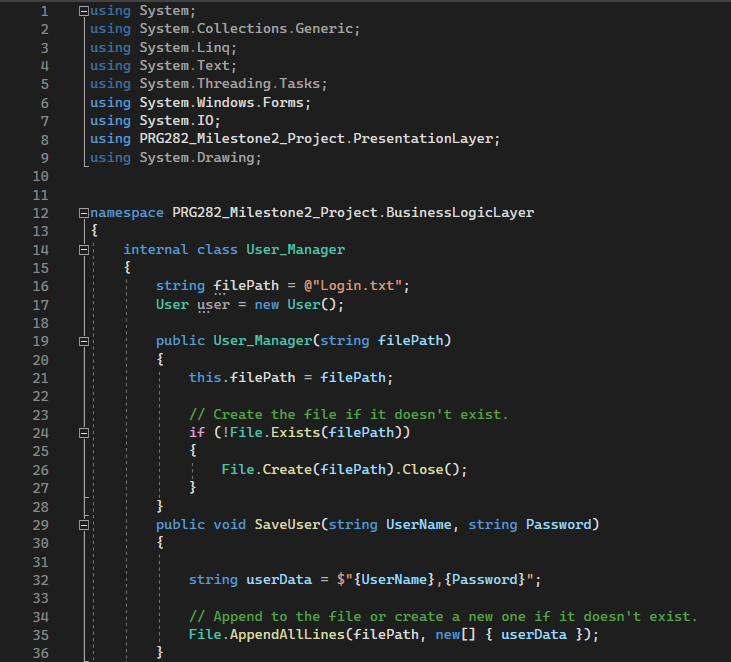 1 using System;
2 using System.Collections.Generic;
3 using System.Linq;
4 using System.Text;
5 using System.Threading.Tasks;
6 using System.Windows.Forms;
7 using System.IO;
8 using PRG282_Milestone2_Project.PresentationLayer;
9 using System.Drawing;
10
11
12 namespace PRG282_Milestone2_Project.BusinessLogicLayer
13 {
14     internal class User_Manager
15     {
16         string filePath = @"Login.txt";
17         User user = new User();
18
19         public User_Manager(string filePath)
20         {
21             this.filePath = filePath;
22
23             // Create the file if it doesn't exist.
24             if (!File.Exists(filePath))
25             {
26                 File.Create(filePath).Close();
27             }
28         }
29         public void SaveUser(string UserName, string Password)
30         {
31
32             string userData = $"{UserName},{Password}";
33
34             // Append to the file or create a new one if it doesn't exist.
35             File.AppendAllLines(filePath, new[] { userData });
36         }